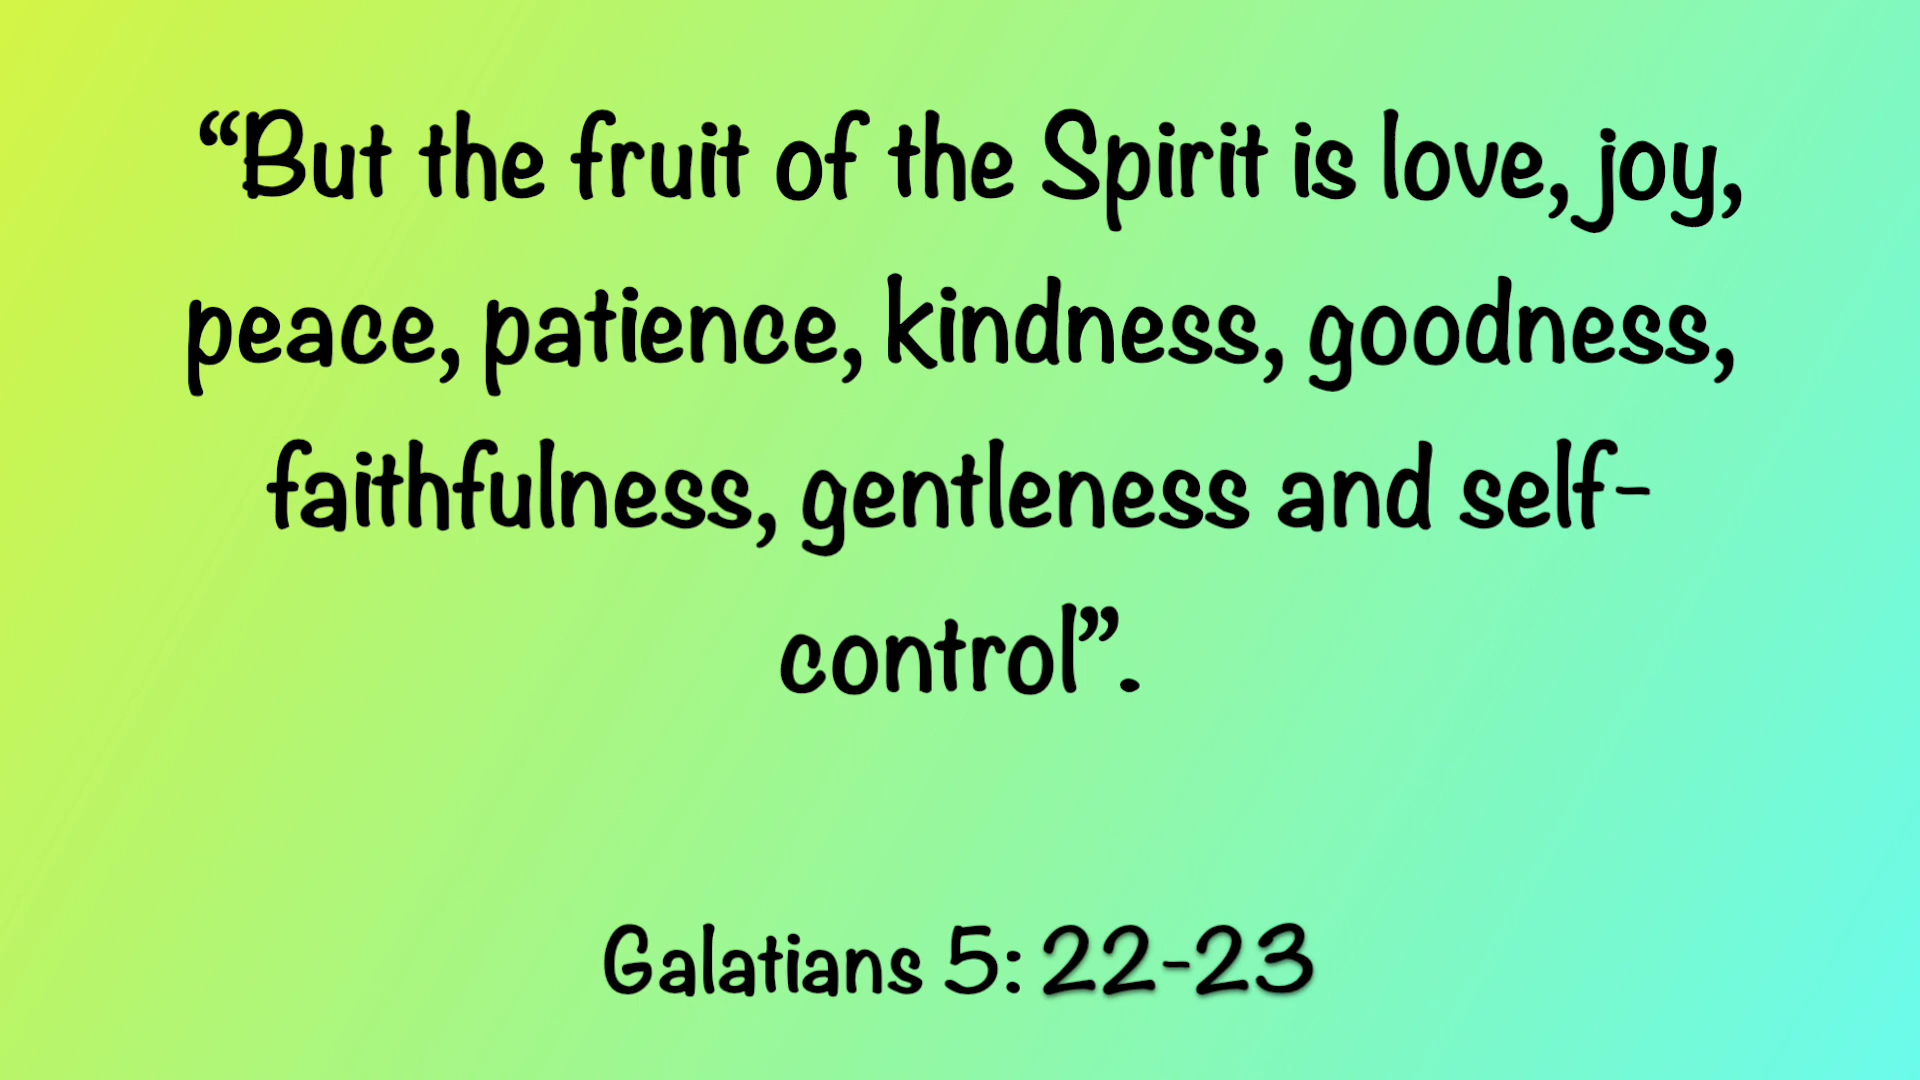 “But the fruit of the Spirit is love, joy,
peace, patience, kindness, goodness,
faithfulness, gentleness and self-
control”.
Galatians 5: 22-23